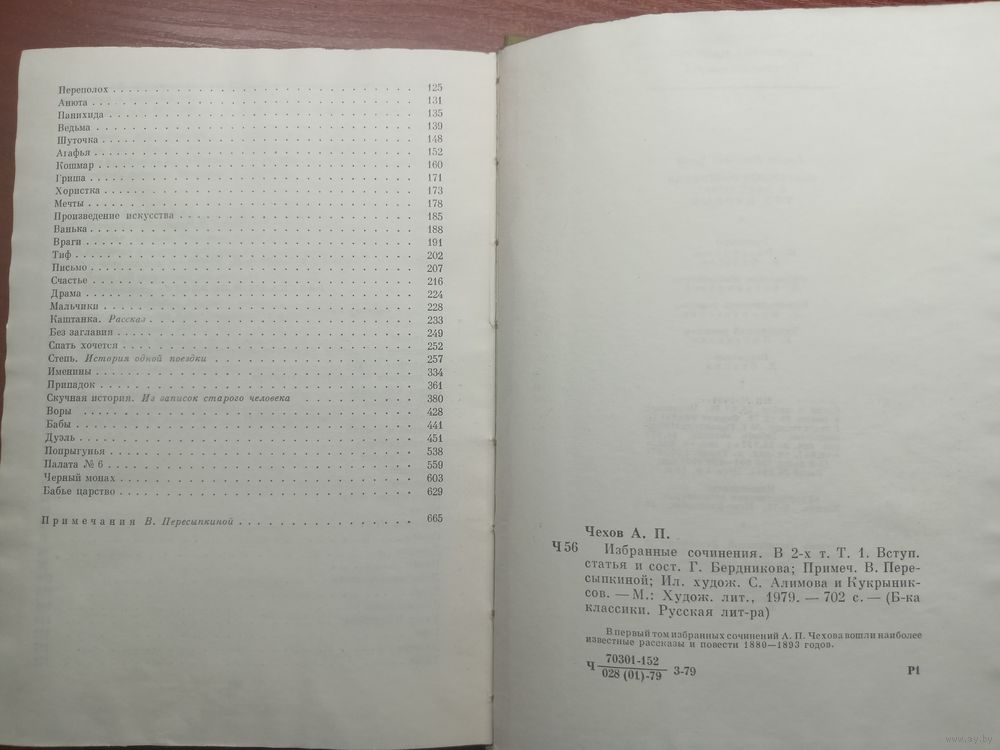 Переполох . . . . . . . . . . . . . . . . . . . . . . . . . . . . 125
Анюта . . . . . . . . . . . . . . . . . . . . . . . . . . . . 131
Панихида . . . . . . . . . . . . . . . . . . . . . . . . . . . . 135
Ведьма . . . . . . . . . . . . . . . . . . . . . . . . . . . . 139
Шуточка . . . . . . . . . . . . . . . . . . . . . . . . . . . . 148
Агафья . . . . . . . . . . . . . . . . . . . . . . . . . . . . 152
Кошмар . . . . . . . . . . . . . . . . . . . . . . . . . . . . 160
Гриша . . . . . . . . . . . . . . . . . . . . . . . . . . . . 171
Хористка . . . . . . . . . . . . . . . . . . . . . . . . . . . . 173
Мечты . . . . . . . . . . . . . . . . . . . . . . . . . . . . 178
Произведение искусства . . . . . . . . . . . . . . . . . . . . 185
Ванька . . . . . . . . . . . . . . . . . . . . . . . . . . . . 188
Враги . . . . . . . . . . . . . . . . . . . . . . . . . . . . 191
Тиф . . . . . . . . . . . . . . . . . . . . . . . . . . . . 202
Письмо . . . . . . . . . . . . . . . . . . . . . . . . . . . . 207
Счастье . . . . . . . . . . . . . . . . . . . . . . . . . . . . 216
Драма . . . . . . . . . . . . . . . . . . . . . . . . . . . . 224
Мальчики . . . . . . . . . . . . . . . . . . . . . . . . . . . . 228
Каштанка. Рассказ . . . . . . . . . . . . . . . . . . . . . . . 233
Без заглавия . . . . . . . . . . . . . . . . . . . . . . . . . . 249
Спать хочется . . . . . . . . . . . . . . . . . . . . . . . . . . 252
Степь. История одной поездки . . . . . . . . . . . . . . . . . 257
Именины . . . . . . . . . . . . . . . . . . . . . . . . . . . . 334
Припадок . . . . . . . . . . . . . . . . . . . . . . . . . . . . 361
Скучная история. Из записок старого человека . . . . . . . . . 380
Воры . . . . . . . . . . . . . . . . . . . . . . . . . . . . 428
Бабы . . . . . . . . . . . . . . . . . . . . . . . . . . . . 441
Дуэль . . . . . . . . . . . . . . . . . . . . . . . . . . . . 451
Попрыгунья . . . . . . . . . . . . . . . . . . . . . . . . . . . 538
Палата № 6 . . . . . . . . . . . . . . . . . . . . . . . . . . . 559
Черный монах . . . . . . . . . . . . . . . . . . . . . . . . . . 603
Бабье царство . . . . . . . . . . . . . . . . . . . . . . . . . . 629
Примечания В. Пересыпкиной . . . . . . . . . . . . . . . . 665
Чехов А. П.
Ч 56 Избранные сочинения. В 2-х т. Т. 1. Вступ.
статья и сост. Г. Бердникова; Примеч. В. Пере-
сыпкиной; Ил. худож. С. Алимова и Кукрыник-
сов. — М.: Худож. лит., 1979. — 702 с. — (Б-ка
классики. Русская лит-ра)
В первый том избранных сочинений А. П. Чехова вошли наиболее
известные рассказы и повести 1880—1893 годов.
Ч 70301-152
028 (01)-79 3-79 Р1
www.ay.by